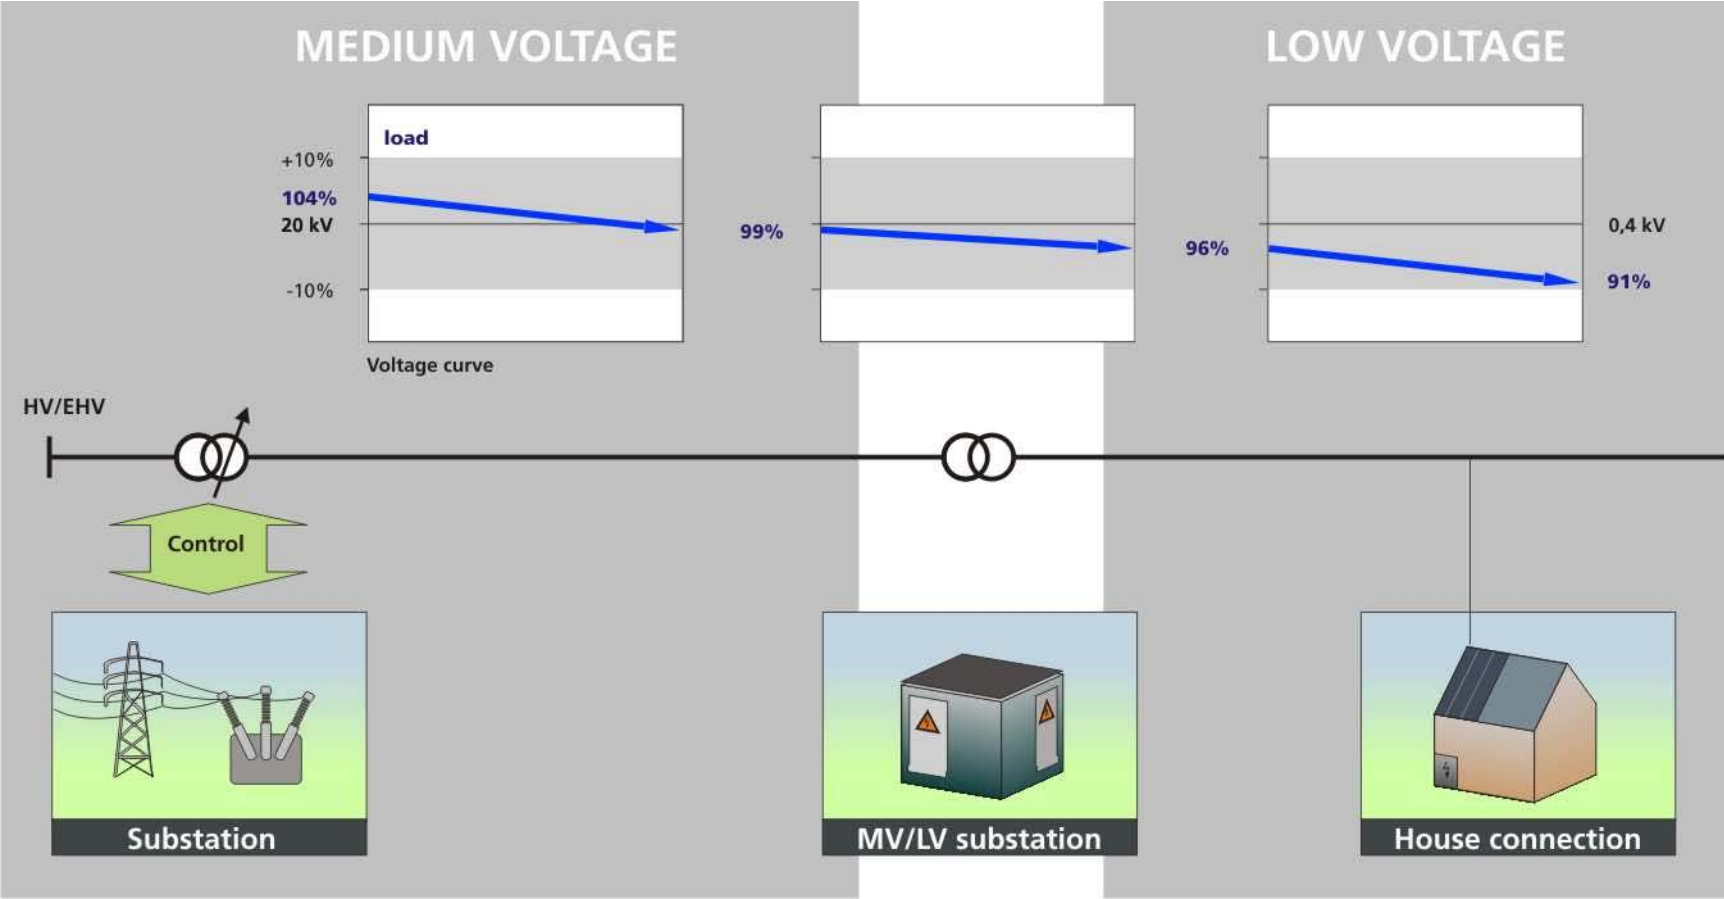 MEDIUM VOLTAGE
LOW VOLTAGE
load
+10%
104%
20 kV
-10%
99%
96%
0,4 kV
91%
Voltage curve
HV/EHV
Control
Substation
MV/LV substation
House connection